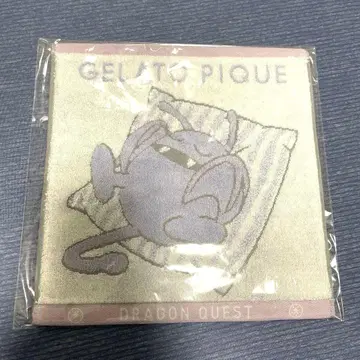 GELATO PIQUE
DRAGON QUEST